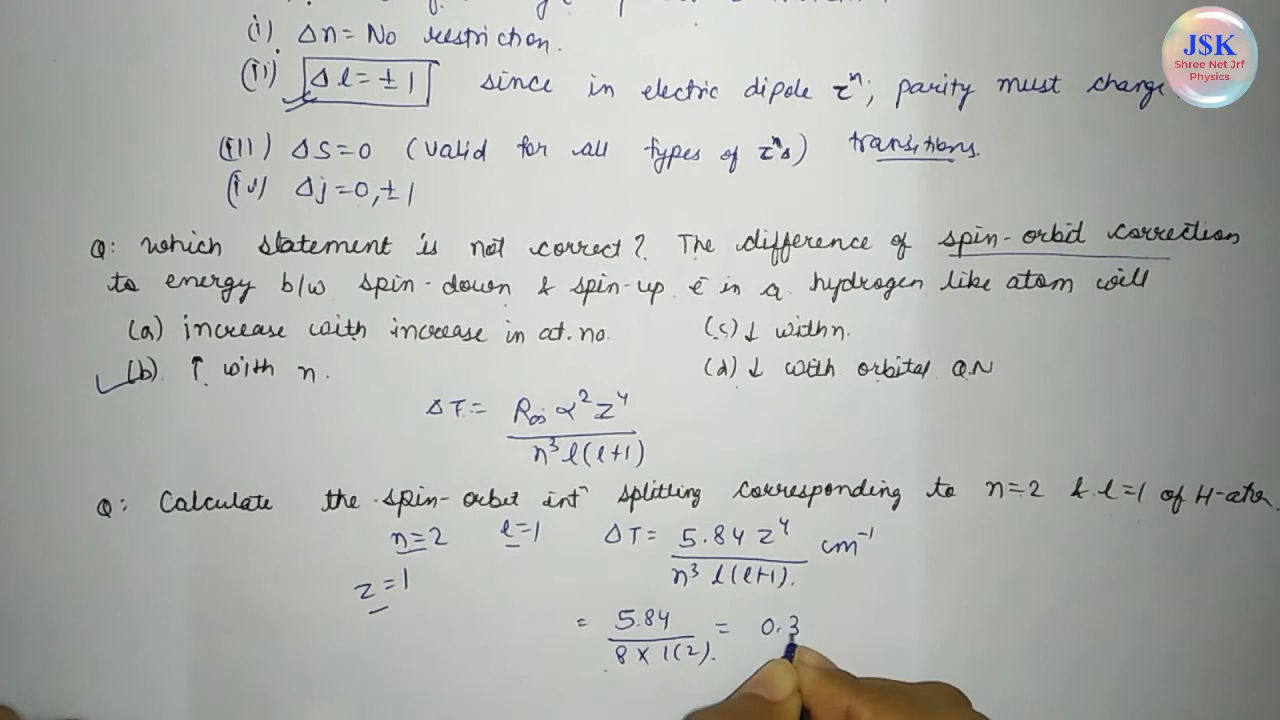 (i) Δn = No restriction.
JSK
Shree Net Jrf
Physics
(ii) Δl = ±1 since in electric dipole τⁿ; parity must change
(iii) ΔS=0 (valid for all types of τⁿs) transitions.
(iv) Δj=0,±1
Q: which statement is not correct? The difference of spin-orbit correction
to energy b/w spin-down & spin-up e⁻ in a hydrogen like atom will
(a) increase with increase in at. no. (c) ↓ with n.
(b) ↑ with n. (d) ↓ with orbital Q.N
ΔT = R∞ α² Z⁴
n³ l(l+1)
Q: Calculate the spin-orbit intⁿ splitting corresponding to n=2 & l=1 of H-atom.
n=2 l=1 ΔT = 5.84 Z⁴ cm⁻¹
n³ l(l+1).
z=1
= 5.84 = 0.3
8 × 1(2).